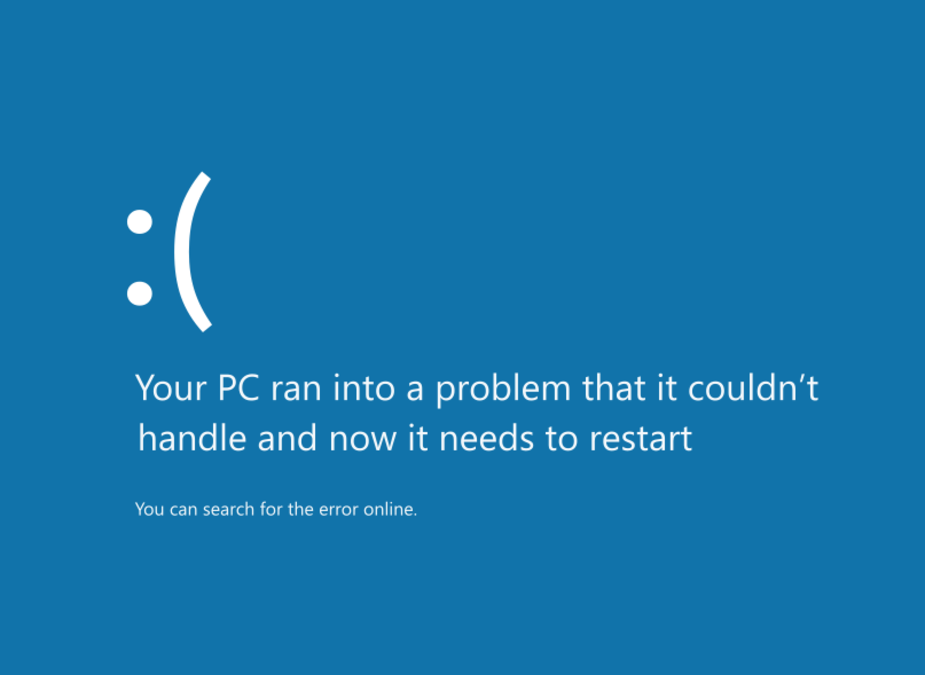 :(
Your PC ran into a problem that it couldn’t
handle and now it needs to restart
You can search for the error online.